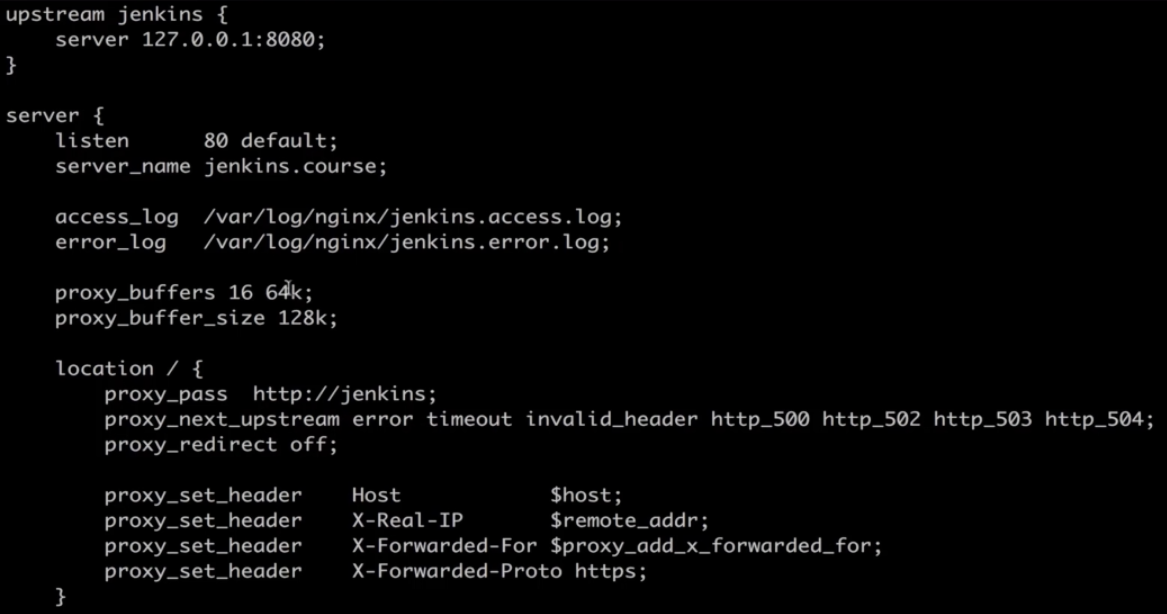 upstream jenkins {
    server 127.0.0.1:8080;
}

server {
    listen      80 default;
    server_name jenkins.course;

    access_log  /var/log/nginx/jenkins.access.log;
    error_log   /var/log/nginx/jenkins.error.log;

    proxy_buffers 16 64k;
    proxy_buffer_size 128k;

    location / {
        proxy_pass  http://jenkins;
        proxy_next_upstream error timeout invalid_header http_500 http_502 http_503 http_504;
        proxy_redirect off;

        proxy_set_header    Host            $host;
        proxy_set_header    X-Real-IP       $remote_addr;
        proxy_set_header    X-Forwarded-For $proxy_add_x_forwarded_for;
        proxy_set_header    X-Forwarded-Proto https;
    }